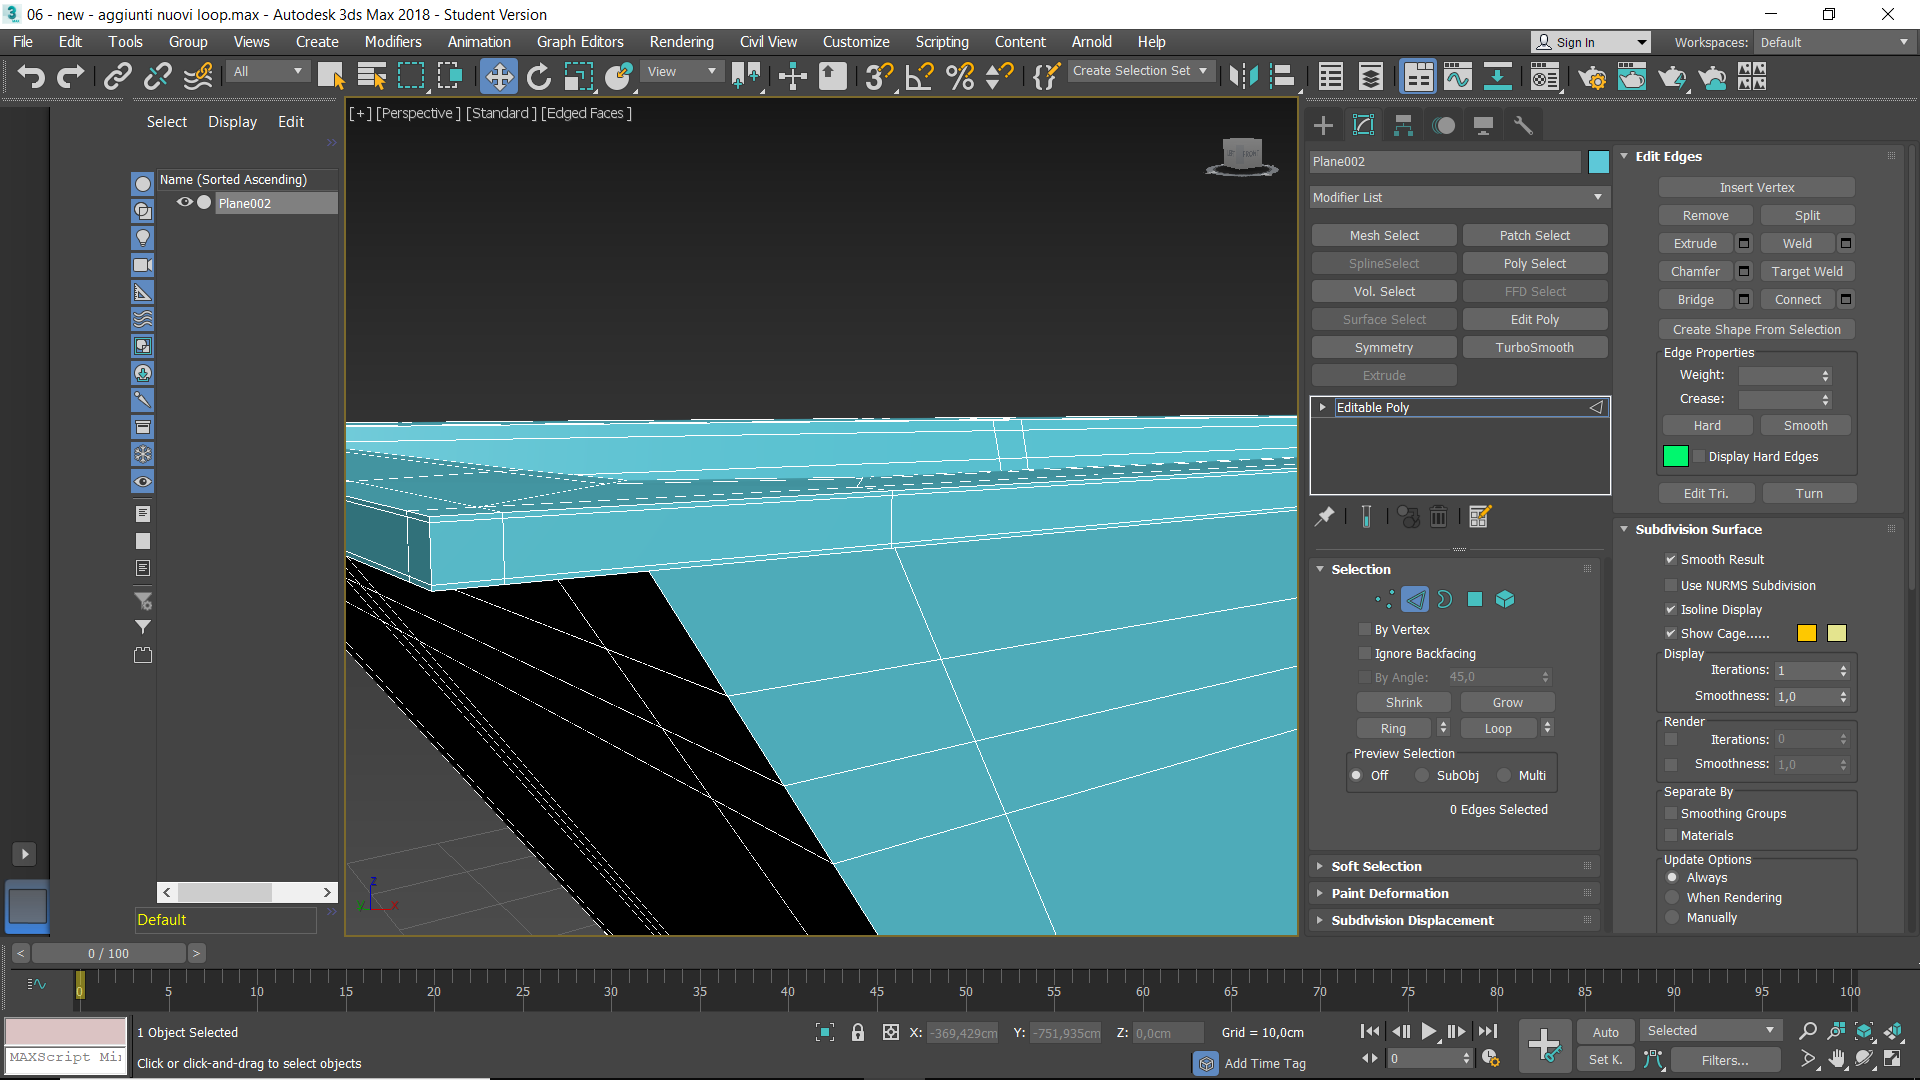 06 - new - aggiunti nuovi loop.max - Autodesk 3ds Max 2018 - Student Version
File Edit Tools Group Views Create Modifiers Animation Graph Editors Rendering Civil View Customize Scripting Content Arnold Help
Sign In Workspaces: Default
All View Create Selection Set
Select Display Edit
Name (Sorted Ascending)
Plane002
Default
[ + ] [Perspective ] [Standard ] [Edged Faces ]
FRONT
z
y
x
Plane002
Modifier List
Mesh Select Patch Select
SplineSelect Poly Select
Vol. Select FFD Select
Surface Select Edit Poly
Symmetry TurboSmooth
Extrude
Editable Poly
Selection
By Vertex
Ignore Backfacing
By Angle: 45,0
Shrink Grow
Ring Loop
Preview Selection
Off SubObj Multi
0 Edges Selected
Soft Selection
Paint Deformation
Subdivision Displacement
Edit Edges
Insert Vertex
Remove Split
Extrude Weld
Chamfer Target Weld
Bridge Connect
Create Shape From Selection
Edge Properties
Weight:
Crease:
Hard Smooth
Display Hard Edges
Edit Tri. Turn
Subdivision Surface
Smooth Result
Use NURMS Subdivision
Isoline Display
Show Cage......
Display
Iterations: 1
Smoothness: 1,0
Render
Iterations: 0
Smoothness: 1,0
Separate By
Smoothing Groups
Materials
Update Options
Always
When Rendering
Manually
< 0 / 100 >
0 5 10 15 20 25 30 35 40 45 50 55 60 65 70 75 80 85 90 95 100
1 Object Selected X: -369,429cm Y: -751,935cm Z: 0,0cm Grid = 10,0cm Auto Selected
MAXScript Mi Click or click-and-drag to select objects Add Time Tag 0 Set K. Filters...